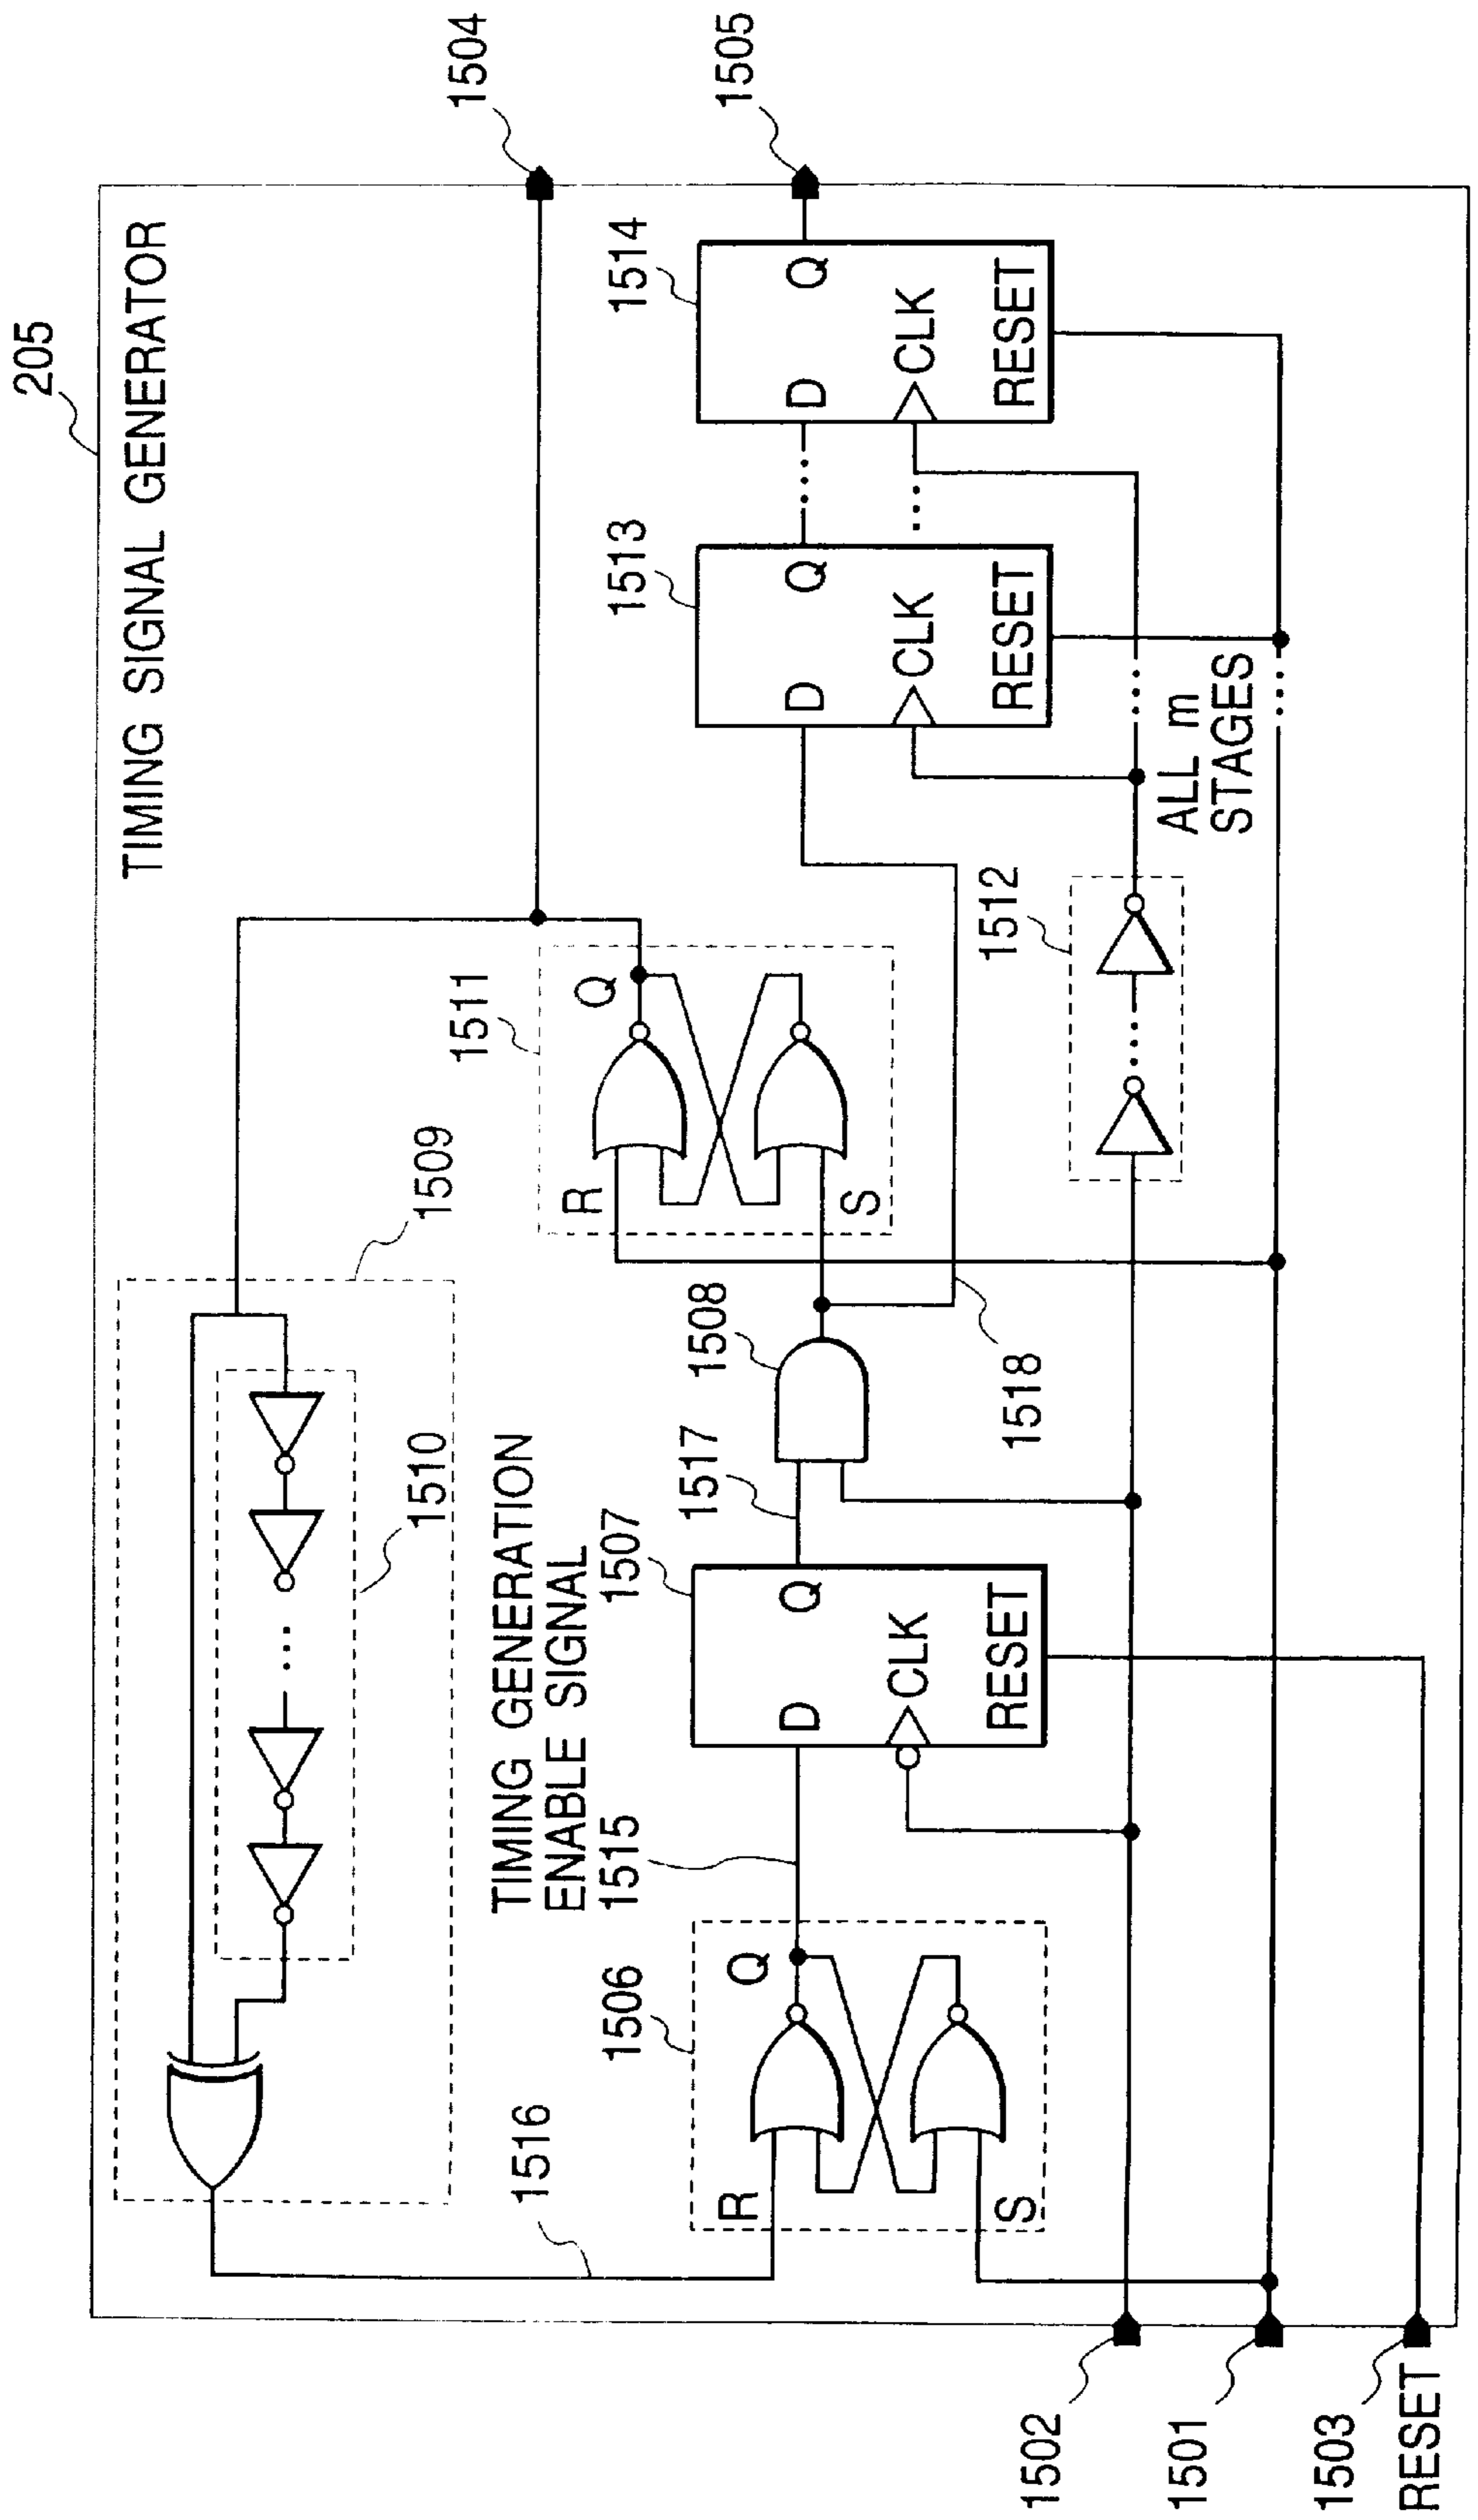 205
TIMING SIGNAL GENERATOR
1504
1505
1509
1510
1516
TIMING GENERATION
ENABLE SIGNAL
1515
1506
R
S
Q
1507
D
Q
CLK
RESET
1517
1508
1518
1511
R
S
Q
1512
1513
D
Q
CLK
RESET
ALL m
STAGES
1514
D
Q
CLK
RESET
1502
1501
1503
RESET